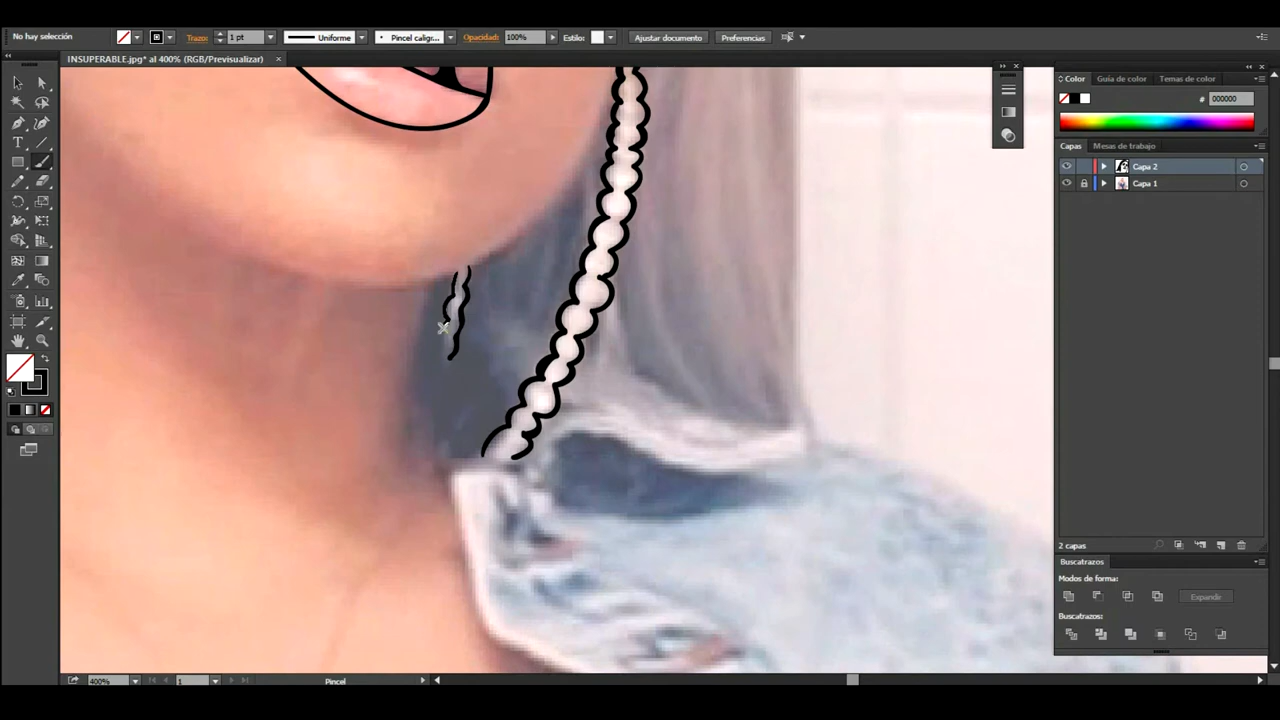 No hay selección
Trazo: 1 pt
Uniforme
Pincel caligr...
Opacidad: 100%
Estilo:
Ajustar documento
Preferencias
INSUPERABLE.jpg* al 400% (RGB/Previsualizar)
Color
Guía de color
Temas de color
# 000000
Capas
Mesas de trabajo
Capa 2
Capa 1
2 capas
Buscatrazos
Modos de forma:
Expandir
Buscatrazos:
400%
1
Pincel